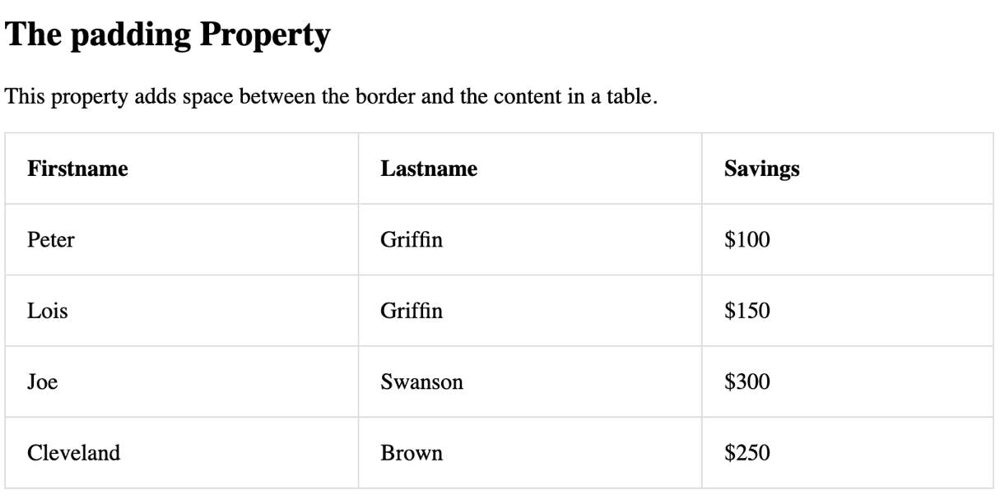 The padding Property
This property adds space between the border and the content in a table.
Firstname Lastname Savings
Peter Griffin $100
Lois Griffin $150
Joe Swanson $300
Cleveland Brown $250